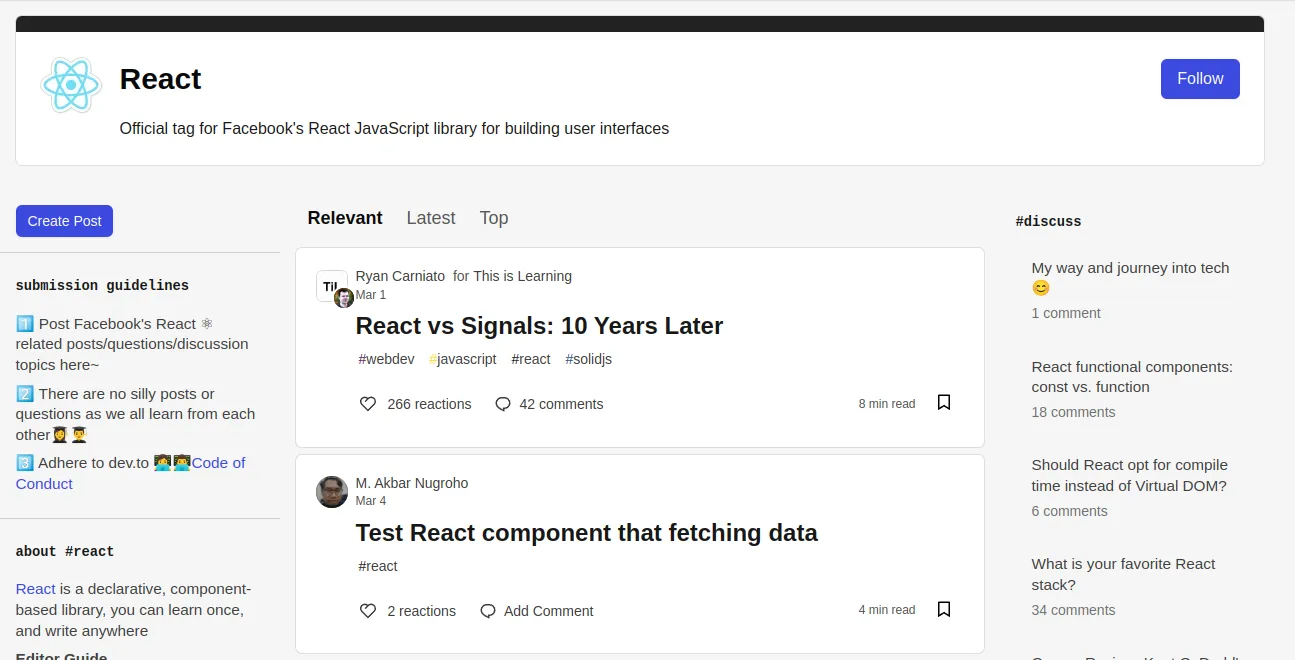 React
Follow
Official tag for Facebook's React JavaScript library for building user interfaces
Create Post
submission guidelines
1️⃣ Post Facebook's React ⚛
related posts/questions/discussion
topics here~
2️⃣ There are no silly posts or
questions as we all learn from each
other👩‍🎓👨‍🎓
3️⃣ Adhere to dev.to 👩‍💻👨‍💻Code of
Conduct
about #react
React is a declarative, component-
based library, you can learn once,
and write anywhere
Editor Guide
Relevant Latest Top
Ryan Carniato for This is Learning
Mar 1
React vs Signals: 10 Years Later
#webdev #javascript #react #solidjs
266 reactions 42 comments 8 min read
M. Akbar Nugroho
Mar 4
Test React component that fetching data
#react
2 reactions Add Comment 4 min read
#discuss
My way and journey into tech
😊
1 comment
React functional components:
const vs. function
18 comments
Should React opt for compile
time instead of Virtual DOM?
6 comments
What is your favorite React
stack?
34 comments